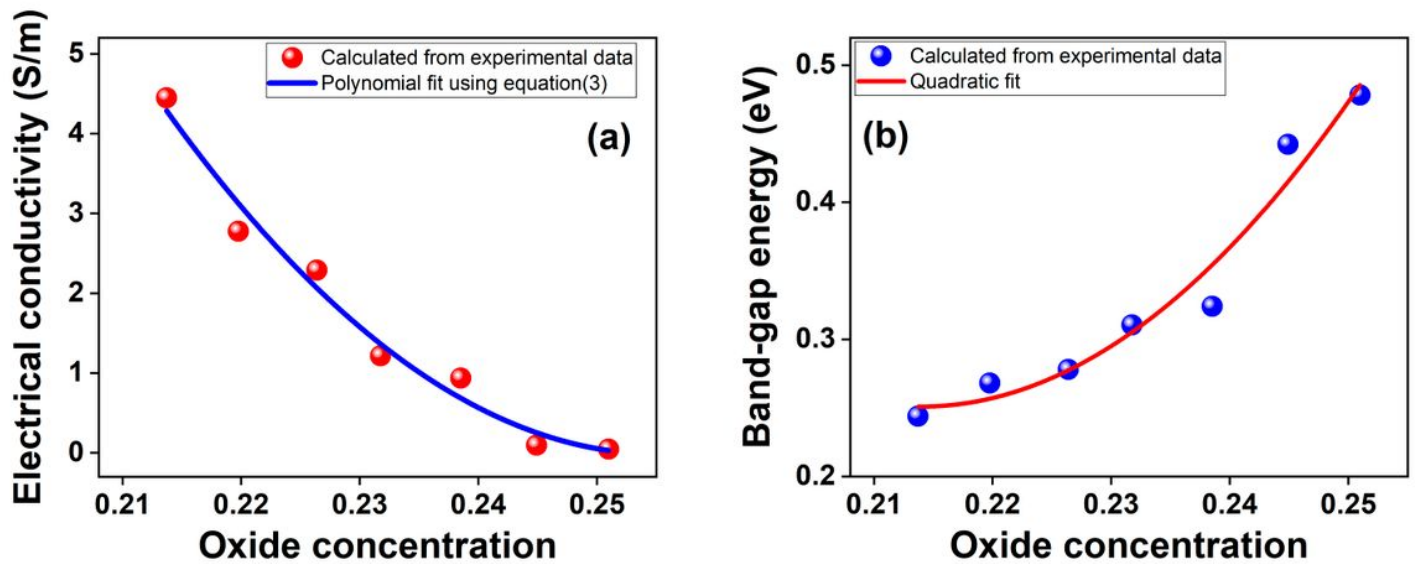 Electrical conductivity (S/m)
5
4
3
2
1
0
Calculated from experimental data
Polynomial fit using equation(3)
(a)
0.21 0.22 0.23 0.24 0.25
Oxide concentration
Band-gap energy (eV)
0.5
0.4
0.3
0.2
Calculated from experimental data
Quadratic fit
(b)
0.21 0.22 0.23 0.24 0.25
Oxide concentration